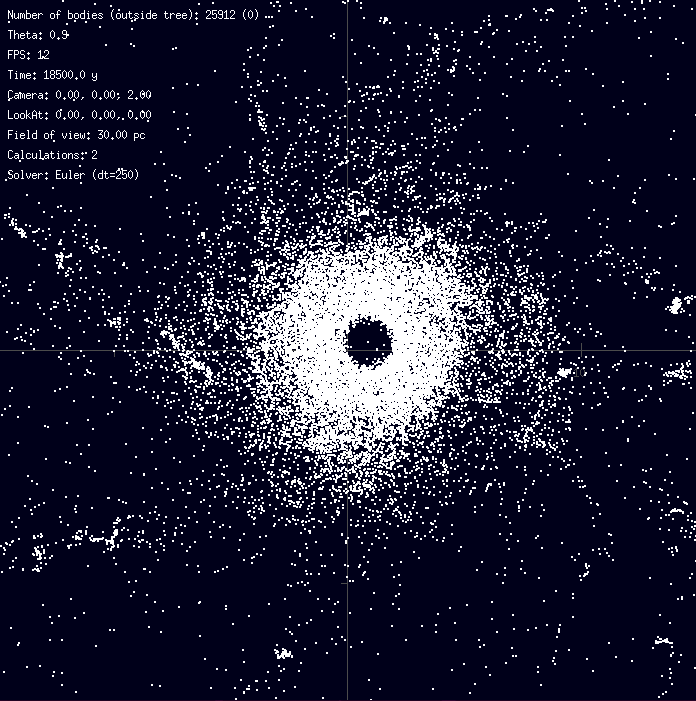 Number of bodies (outside tree): 25912 (0)
Theta: 0.9
FPS: 12
Time: 18500.0 y
Camera: 0.00, 0.00, 2.00
LookAt: 0.00, 0.00, 0.00
Field of view: 30.00 pc
Calculations: 2
Solver: Euler (dt=250)